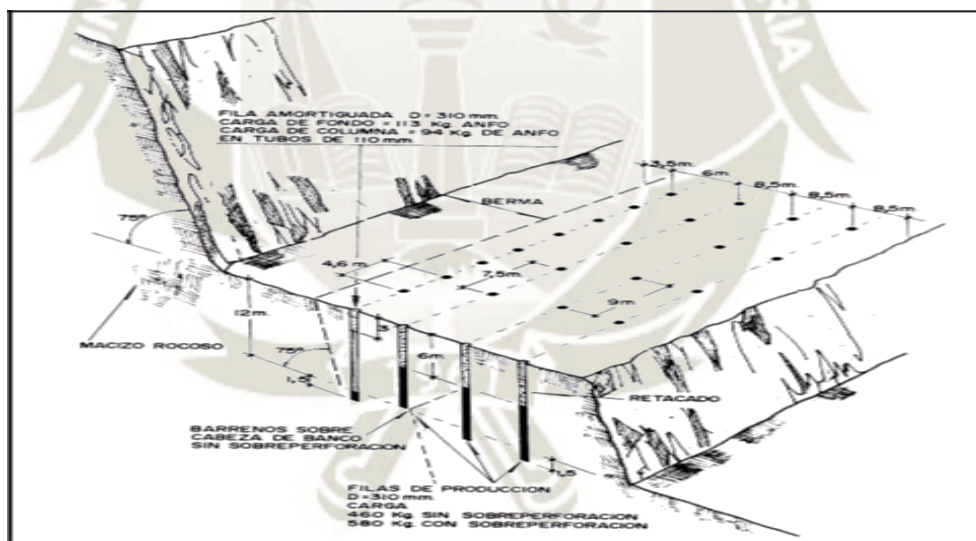 FILA AMORTIGUADA D=310 mm.
CARGA DE FONDO = 113 Kg. ANFO
CARGA DE COLUMNA = 94 KG. DE ANFO
EN TUBOS DE 110 mm.
3,5m.
6m.
8,5m.
8,5m.
8,5m.
BERMA
75º
4,6 m.
7,5m.
9m.
12m.
3
MACIZO ROCOSO
75º
6m.
1,5
RETACADO
BARRENOS SOBRE
CABEZA DE BANCO
SIN SOBREPERFORACION
1,5
FILAS DE PRODUCCION
D=310 mm.
CARGA
460 Kg. SIN SOBREPERFORACION
580 Kg. CON SOBREPERFORACION